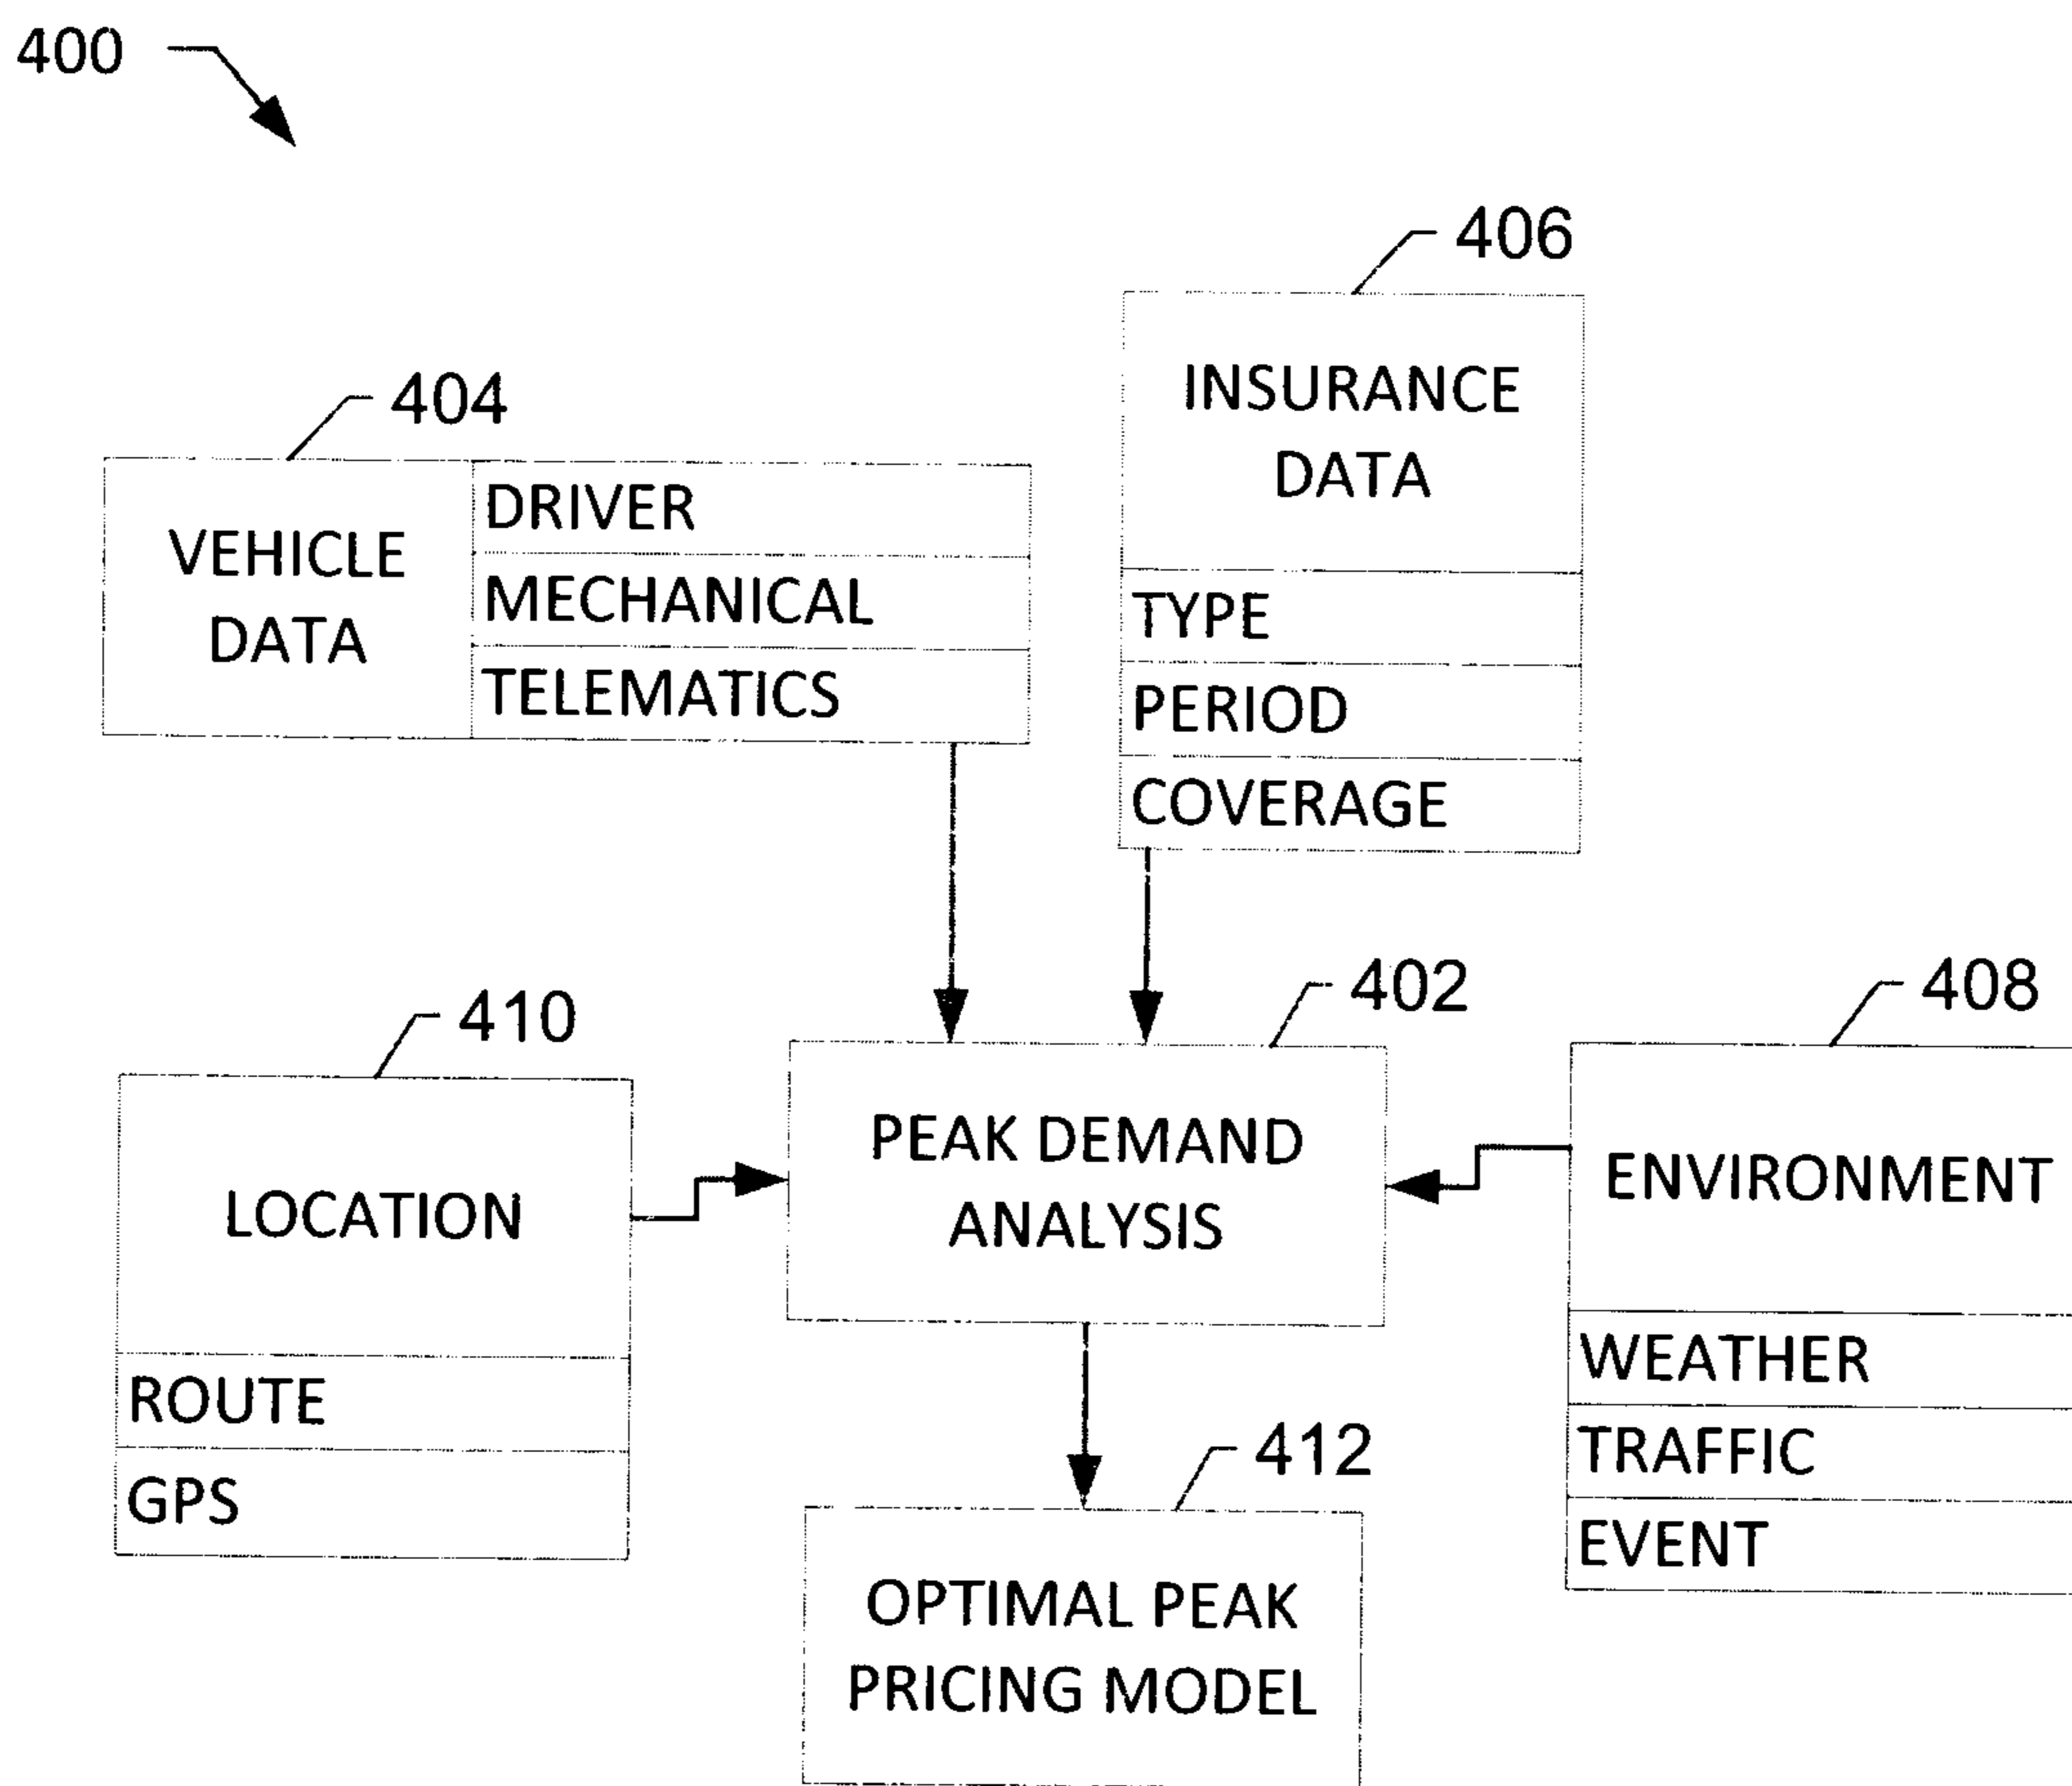 400
406
INSURANCE
DATA
TYPE
PERIOD
COVERAGE
404
VEHICLE
DATA
DRIVER
MECHANICAL
TELEMATICS
410
LOCATION
ROUTE
GPS
402
PEAK DEMAND
ANALYSIS
408
ENVIRONMENT
WEATHER
TRAFFIC
EVENT
412
OPTIMAL PEAK
PRICING MODEL